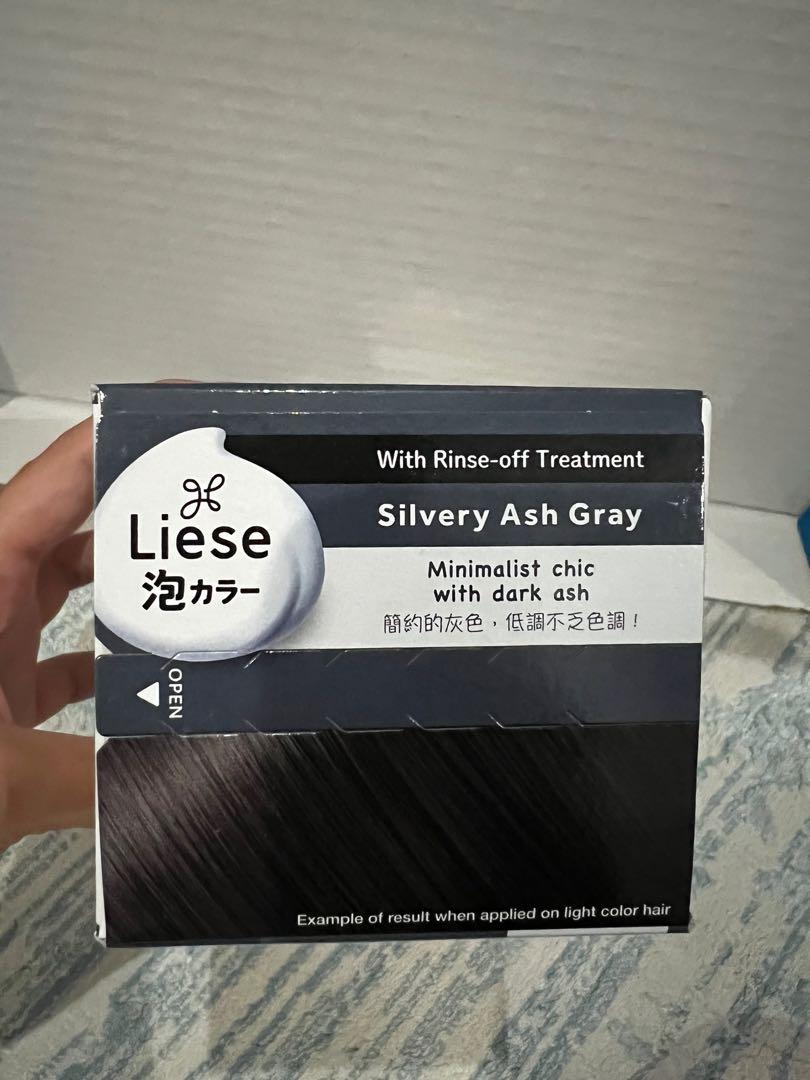 With Rinse-off Treatment
Silvery Ash Gray
Liese
泡カラー
Minimalist chic
with dark ash
簡約的灰色，低調不乏色調！
OPEN
Example of result when applied on light color hair